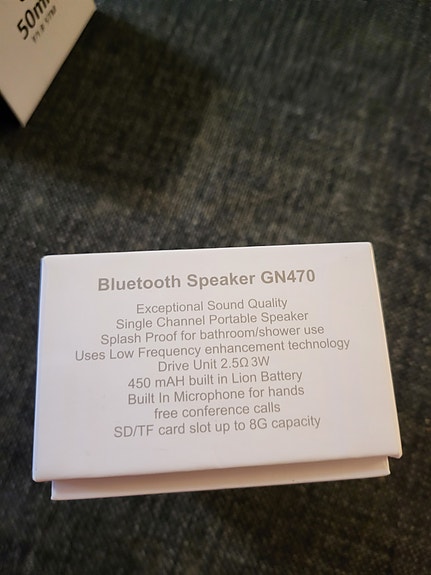 50m
Bluetooth Speaker GN470
Exceptional Sound Quality
Single Channel Portable Speaker
Splash Proof for bathroom/shower use
Uses Low Frequency enhancement technology
Drive Unit 2.5Ω 3W
450 mAH built in Lion Battery
Built In Microphone for hands
free conference calls
SD/TF card slot up to 8G capacity